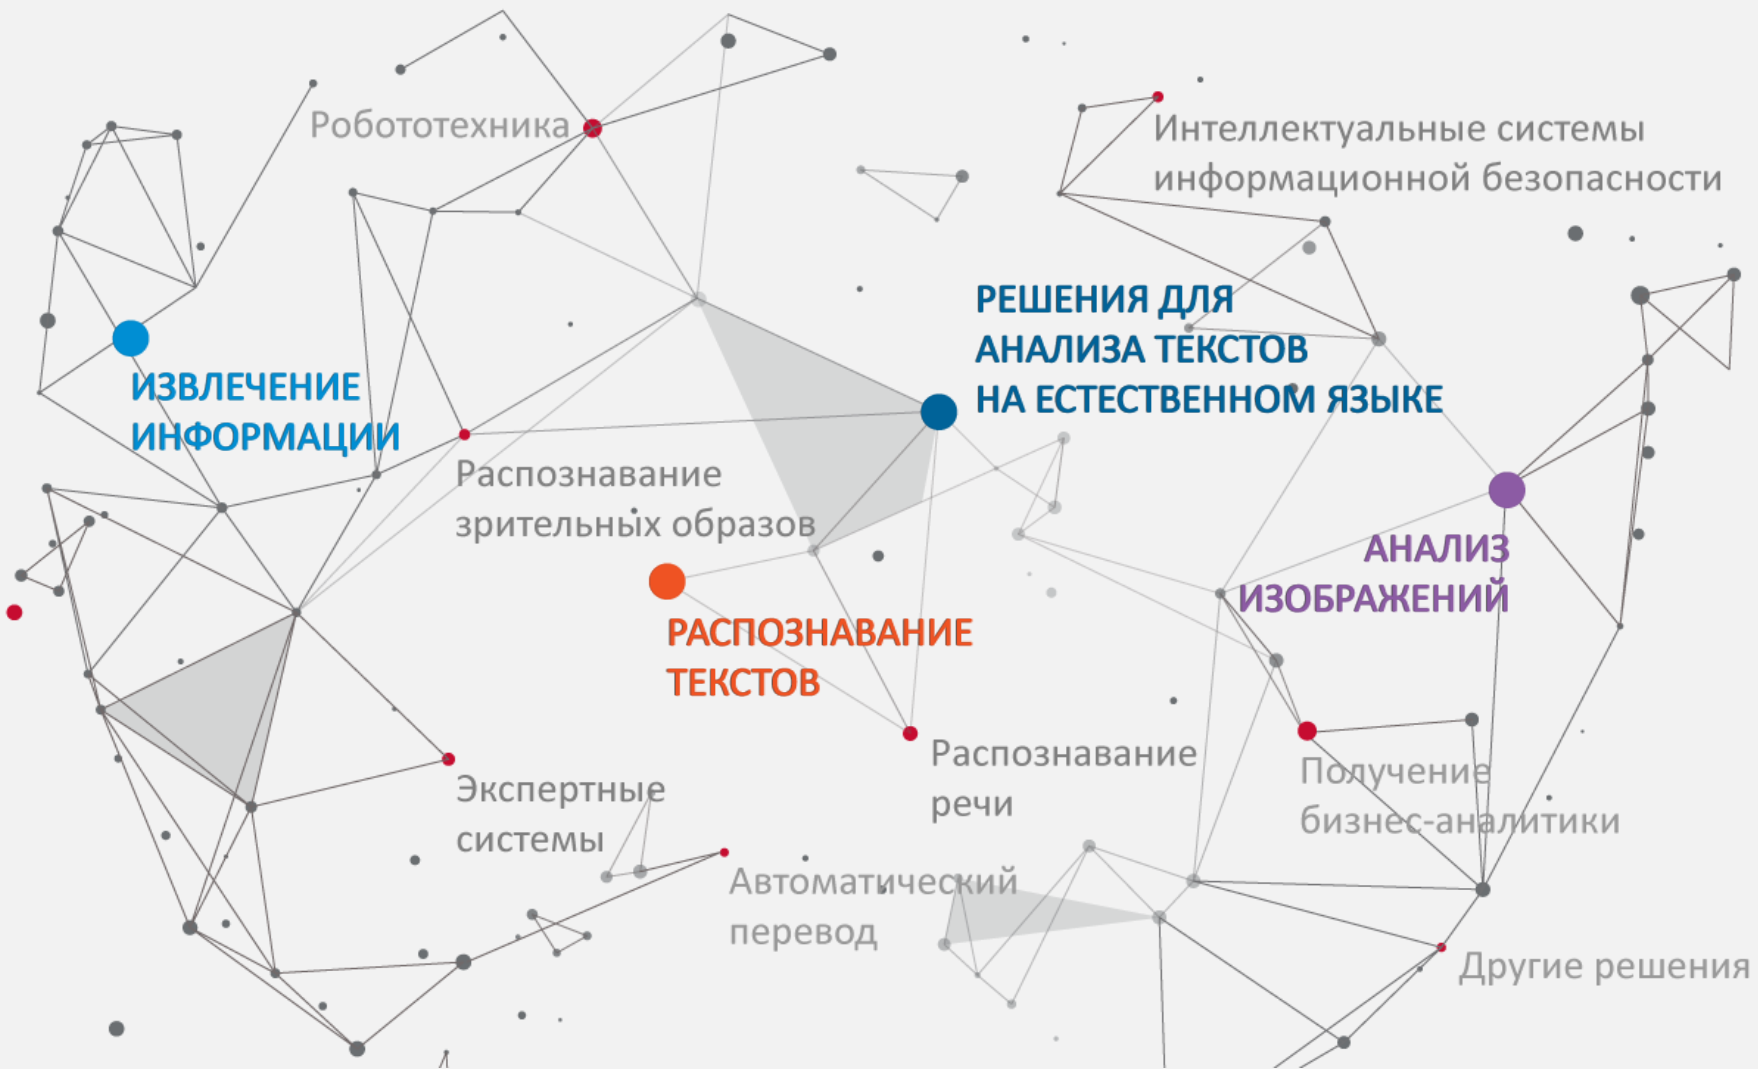 Робототехника
Интеллектуальные системы
информационной безопасности
РЕШЕНИЯ ДЛЯ
АНАЛИЗА ТЕКСТОВ
НА ЕСТЕСТВЕННОМ ЯЗЫКЕ
ИЗВЛЕЧЕНИЕ
ИНФОРМАЦИИ
Распознавание
зрительных образов
АНАЛИЗ
ИЗОБРАЖЕНИЙ
РАСПОЗНАВАНИЕ
ТЕКСТОВ
Распознавание
речи
Получение
бизнес-аналитики
Экспертные
системы
Автоматический
перевод
Другие решения